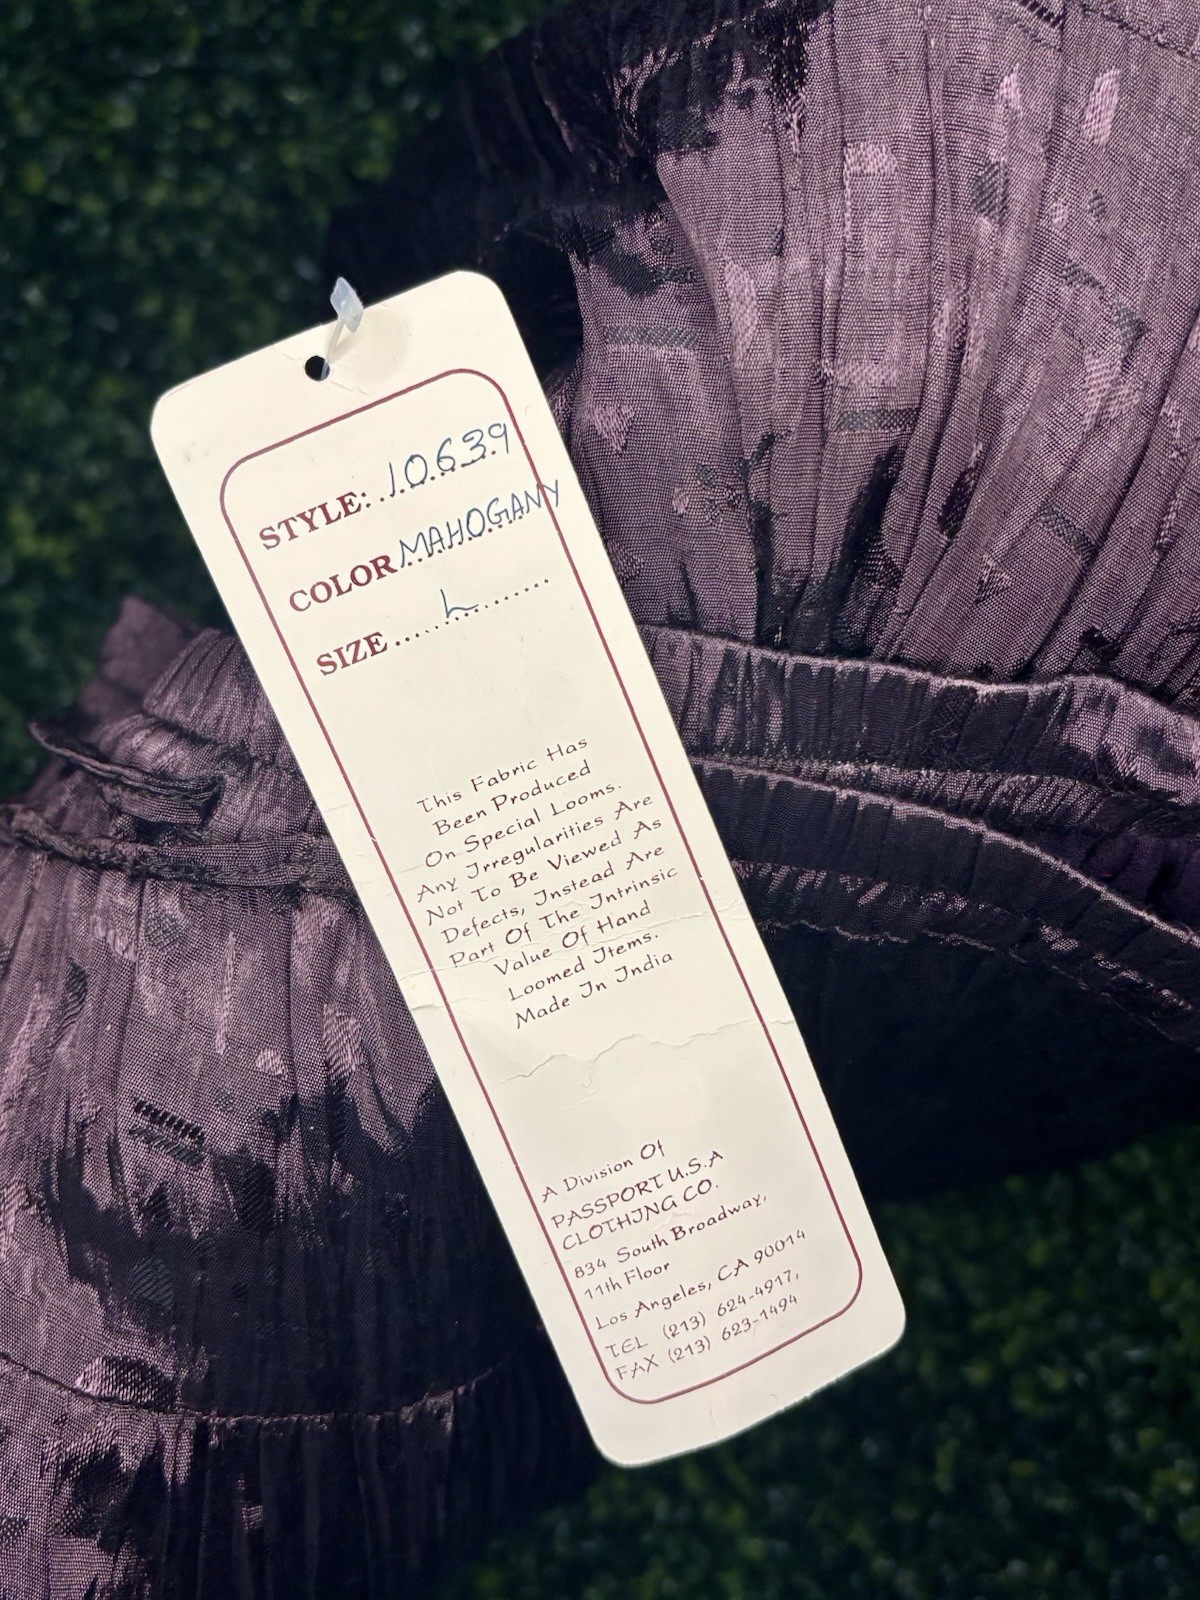 STYLE: 10639
COLOR MAHOGANY
SIZE L
This Fabric Has
Been Produced
On Special Looms.
Any Irregularities Are
Not To Be Viewed As
Defects, Instead Are
Part Of The Intrinsic
Value Of Hand
Loomed Items.
Made In India
A Division Of
PASSPORT U.S.A
CLOTHING CO.
834 South Broadway,
11th Floor
Los Angeles, CA 90014
TEL (213) 624-4917,
FAX (213) 623-1494